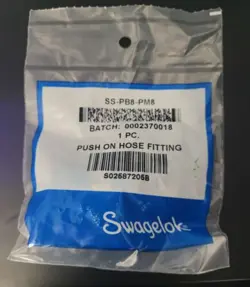 SS-PB8-PM8
BATCH: 0002370018
1 PC.
PUSH ON HOSE FITTING
S02687206B
Swagelok